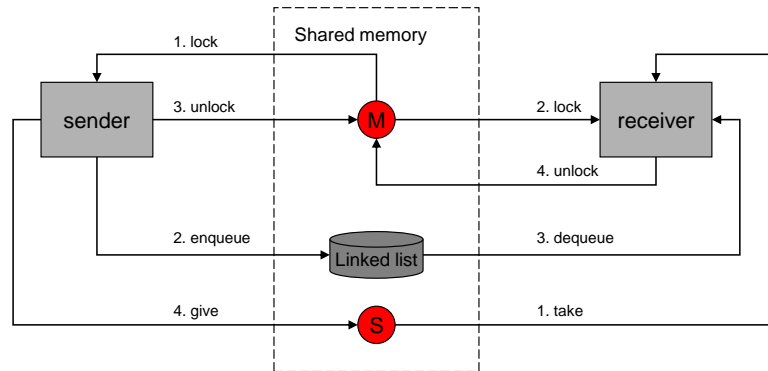 Shared memory
1. lock
sender
3. unlock
M
2. lock
receiver
4. unlock
2. enqueue
Linked list
3. dequeue
4. give
S
1. take